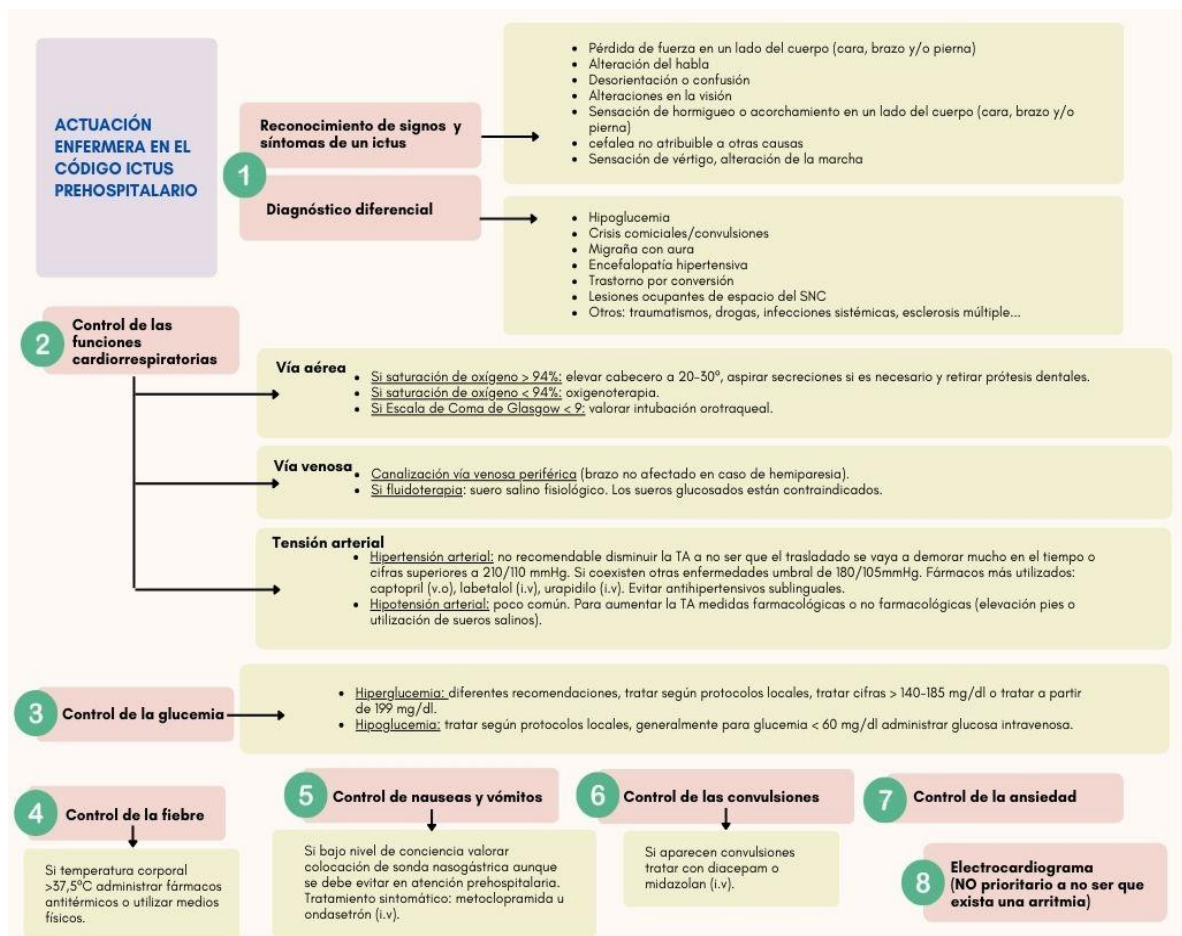 ACTUACIÓN
ENFERMERA EN EL
CÓDIGO ICTUS
PREHOSPITALARIO
1
Reconocimiento de signos y
síntomas de un ictus
• Pérdida de fuerza en un lado del cuerpo (cara, brazo y/o pierna)
• Alteración del habla
• Desorientación o confusión
• Alteraciones en la visión
• Sensación de hormigueo o acorchamiento en un lado del cuerpo (cara, brazo y/o
pierna)
• cefalea no atribuible a otras causas
• Sensación de vértigo, alteración de la marcha
Diagnóstico diferencial
• Hipoglucemia
• Crisis comiciales/convulsiones
• Migraña con aura
• Encefalopatía hipertensiva
• Trastorno por conversión
• Lesiones ocupantes de espacio del SNC
• Otros: traumatismos, drogas, infecciones sistémicas, esclerosis múltiple...
2
Control de las
funciones
cardiorrespiratorias
Vía aérea
• Si saturación de oxígeno > 94%: elevar cabecero a 20-30º, aspirar secreciones si es necesario y retirar prótesis dentales.
• Si saturación de oxígeno < 94%: oxigenoterapia.
• Si Escala de Coma de Glasgow < 9: valorar intubación orotraqueal.
Vía venosa
• Canalización vía venosa periférica (brazo no afectado en caso de hemiparesia).
• Si fluidoterapia: suero salino fisiológico. Los sueros glucosados están contraindicados.
Tensión arterial
• Hipertensión arterial: no recomendable disminuir la TA a no ser que el trasladado se vaya a demorar mucho en el tiempo o
cifras superiores a 210/110 mmHg. Si coexisten otras enfermedades umbral de 180/105mmHg. Fármacos más utilizados:
captopril (v.o), labetalol (i.v), urapidilo (i.v). Evitar antihipertensivos sublinguales.
• Hipotensión arterial: poco común. Para aumentar la TA medidas farmacológicas o no farmacológicas (elevación pies o
utilización de sueros salinos).
3
Control de la glucemia
• Hiperglucemia: diferentes recomendaciones, tratar según protocolos locales, tratar cifras > 140-185 mg/dl o tratar a partir
de 199 mg/dl.
• Hipoglucemia: tratar según protocolos locales, generalmente para glucemia < 60 mg/dl administrar glucosa intravenosa.
4
Control de la fiebre
Si temperatura corporal
>37,5ºC administrar fármacos
antitérmicos o utilizar medios
físicos.
5
Control de nauseas y vómitos
Si bajo nivel de conciencia valorar
colocación de sonda nasogástrica aunque
se debe evitar en atención prehospitalaria.
Tratamiento sintomático: metoclopramida u
ondasetrón (i.v).
6
Control de las convulsiones
Si aparecen convulsiones
tratar con diacepam o
midazolan (i.v).
7
Control de la ansiedad
8
Electrocardiograma
(NO prioritario a no ser que
exista una arritmia)